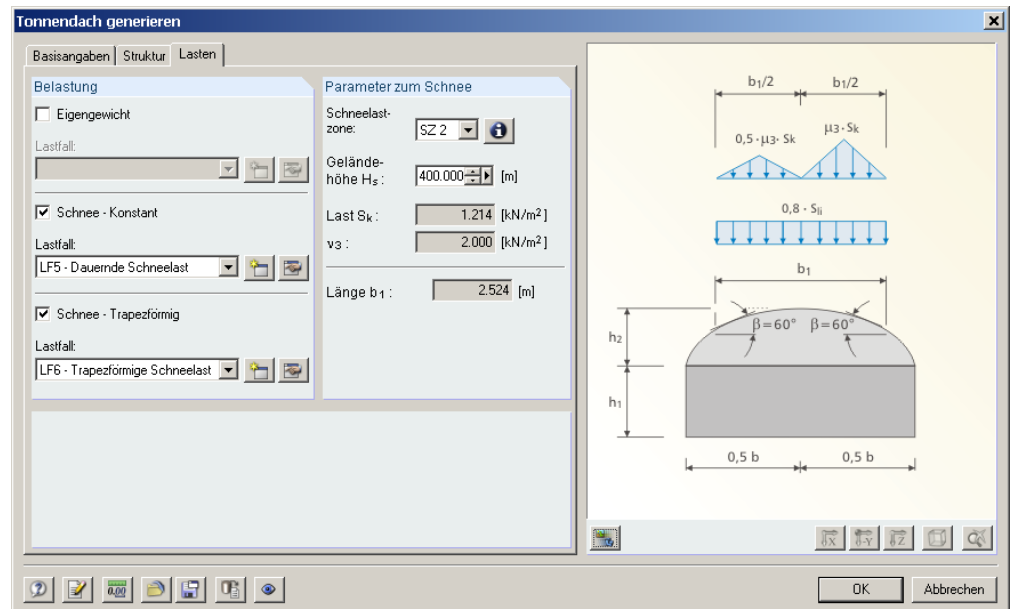 Tonnendach generieren
Basisangaben Struktur Lasten
Belastung
Eigengewicht
Lastfall:
Schnee - Konstant
Lastfall:
LF5 - Dauernde Schneelast
Schnee - Trapezförmig
Lastfall:
LF6 - Trapezförmige Schneelast
Parameter zum Schnee
Schneelast-
zone: SZ 2
Gelände-
höhe Hs : 400.000 [m]
Last Sk : 1.214 [kN/m²]
ν3 : 2.000 [kN/m²]
Länge b1 : 2.524 [m]
b1/2 b1/2
0,5·μ3· Sk μ3· Sk
0,8 · Sli
b1
β=60° β=60°
h2
h1
0,5 b 0,5 b
X -Y Z
0.00
OK Abbrechen